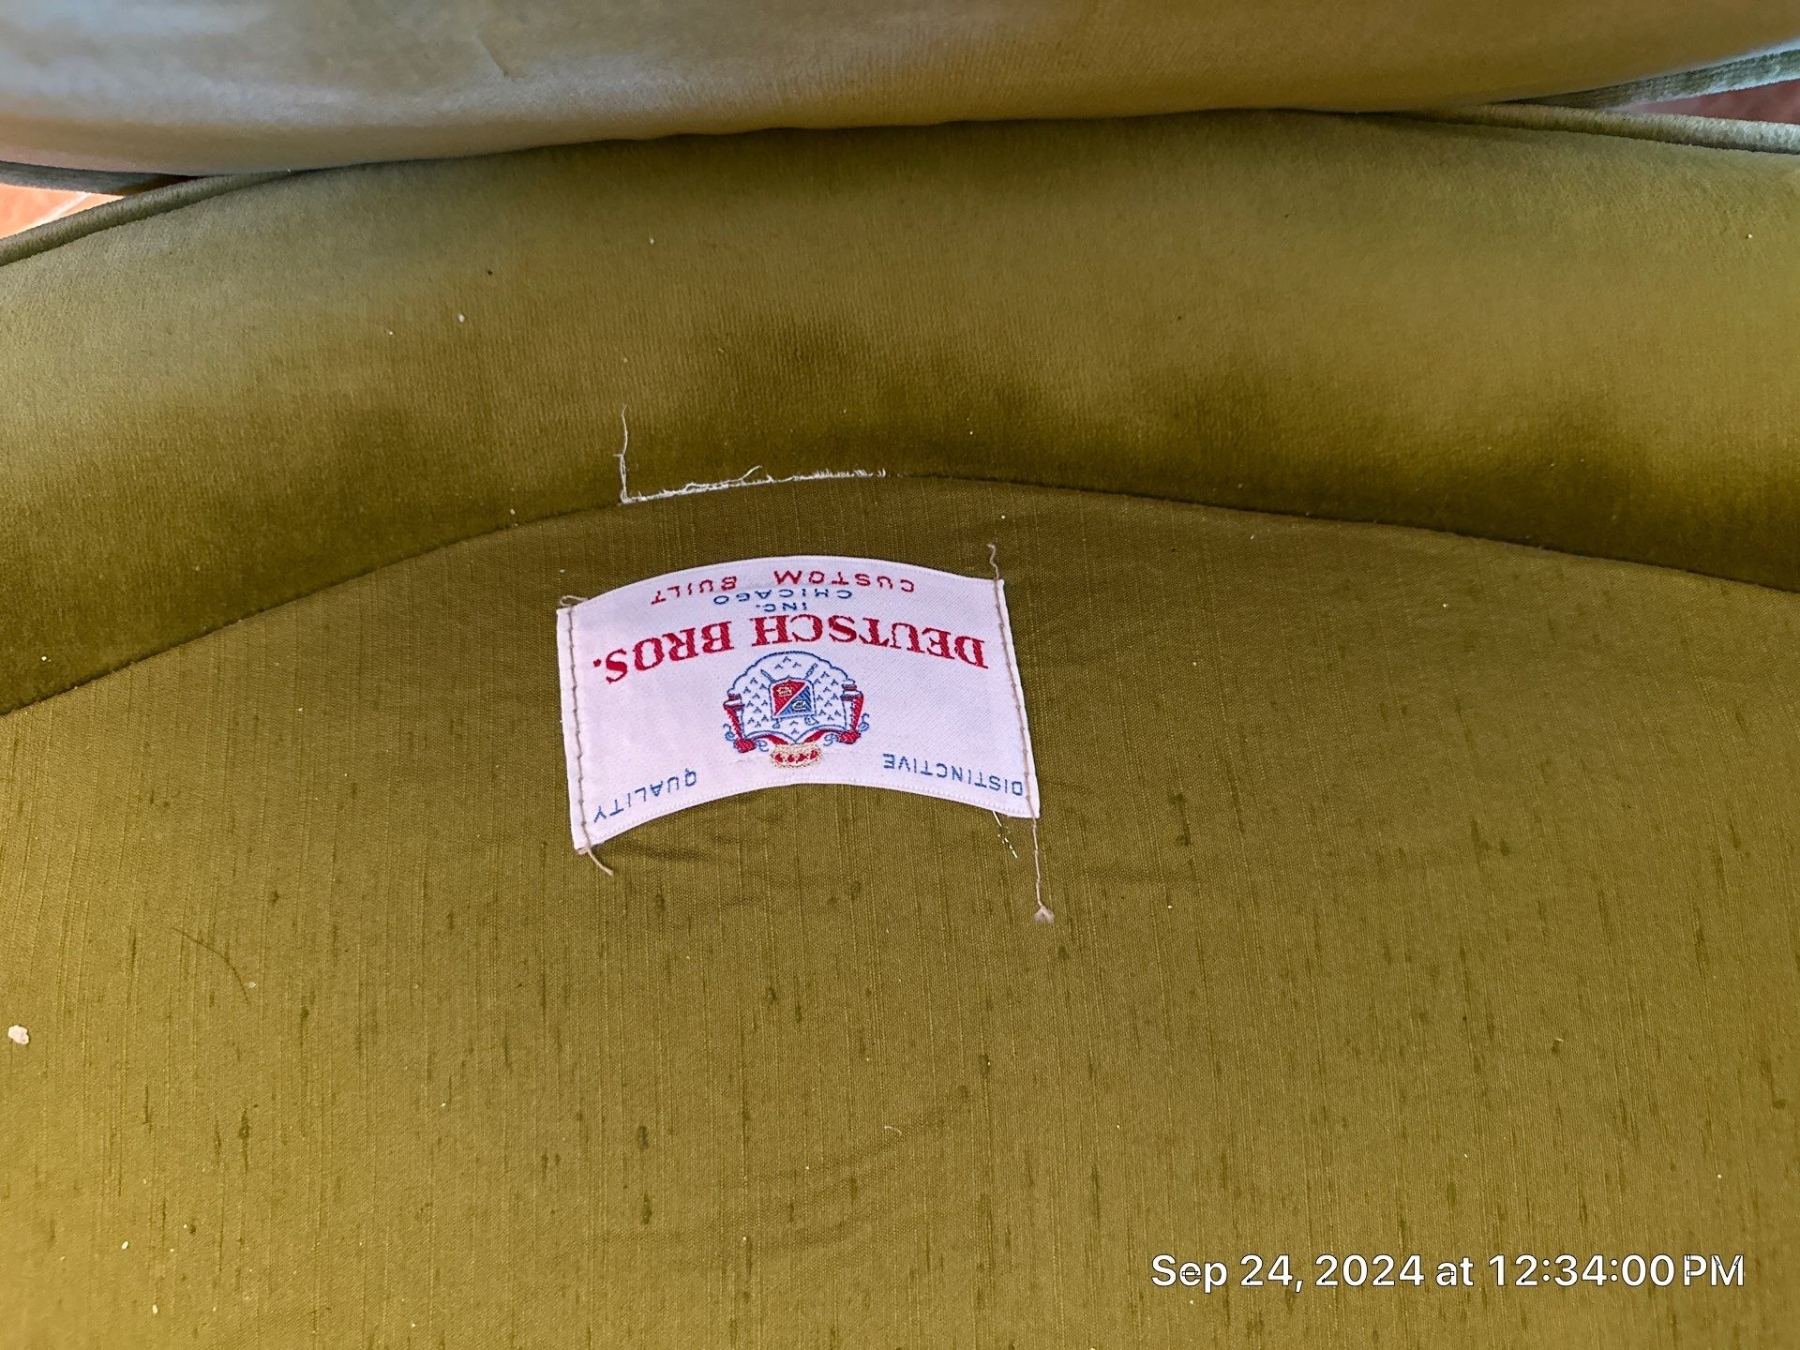 DISTINCTIVE QUALITY
DEUTSCH BROS.
INC.
CHICAGO
CUSTOM BUILT
Sep 24, 2024 at 12:34:00 PM